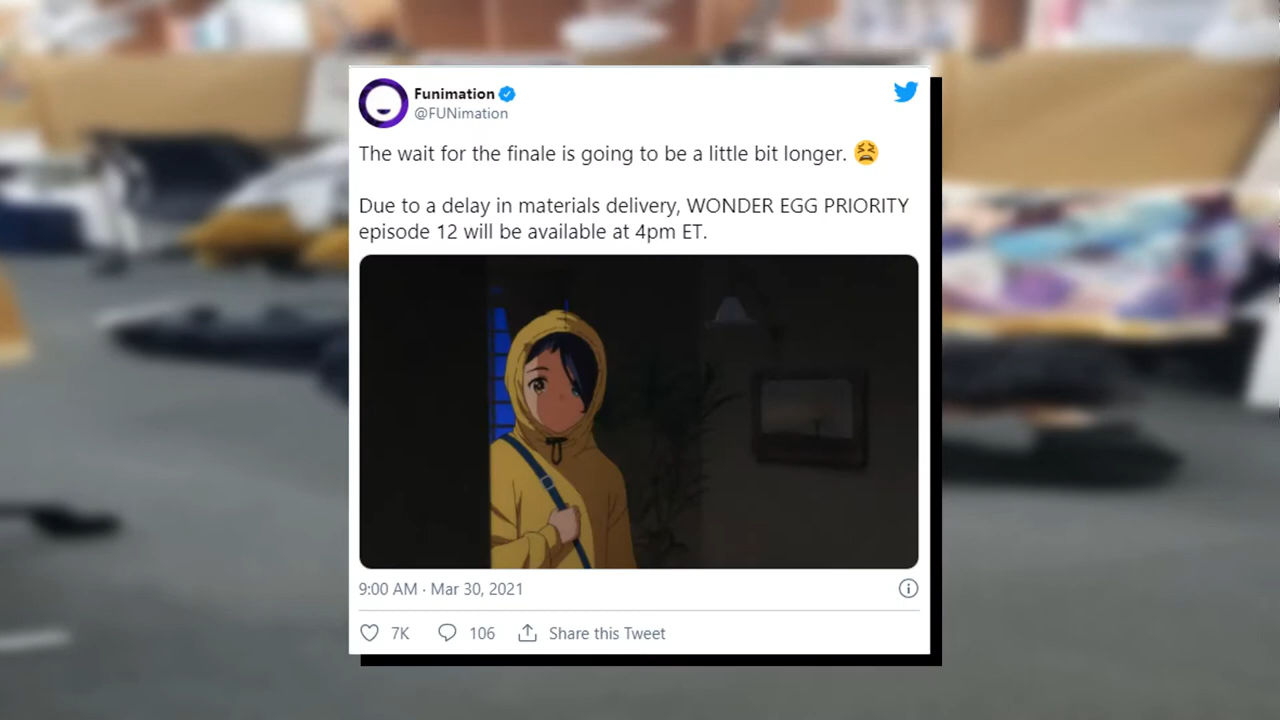 Funimation
@FUNimation
The wait for the finale is going to be a little bit longer. 😫
Due to a delay in materials delivery, WONDER EGG PRIORITY
episode 12 will be available at 4pm ET.
9:00 AM · Mar 30, 2021
7K 106 Share this Tweet